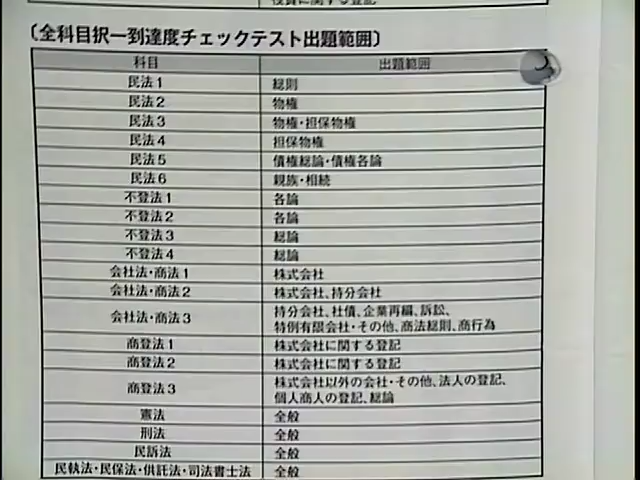 役員に関する登記
〔全科目択一到達度チェックテスト出題範囲〕
科目 出題範囲
民法1 総則
民法2 物権
民法3 物権・担保物権
民法4 担保物権
民法5 債権総論・債権各論
民法6 親族・相続
不登法1 各論
不登法2 各論
不登法3 総論
不登法4 総論
会社法・商法1 株式会社
会社法・商法2 株式会社、持分会社
会社法・商法3 持分会社、社債、企業再編、訴訟、
特例有限会社・その他、商法総則、商行為
商登法1 株式会社に関する登記
商登法2 株式会社に関する登記
商登法3 株式会社以外の会社・その他、法人の登記、
個人商人の登記、総論
憲法 全般
刑法 全般
民訴法 全般
民執法・民保法・供託法・司法書士法 全般